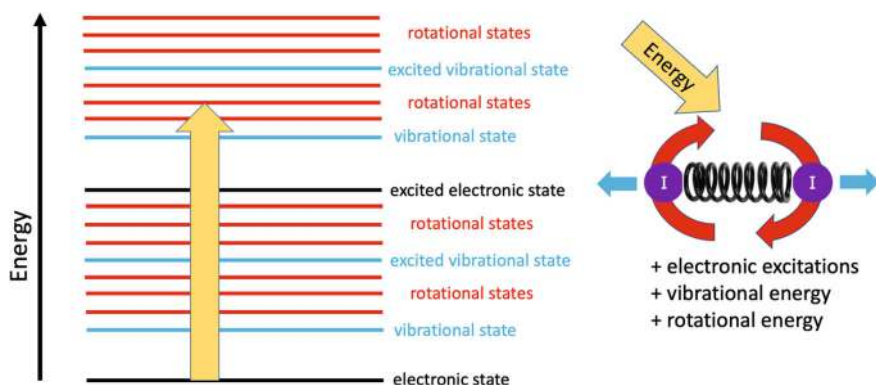 Energy
rotational states
excited vibrational state
rotational states
vibrational state
excited electronic state
rotational states
excited vibrational state
rotational states
vibrational state
electronic state
Energy
I
I
+ electronic excitations
+ vibrational energy
+ rotational energy